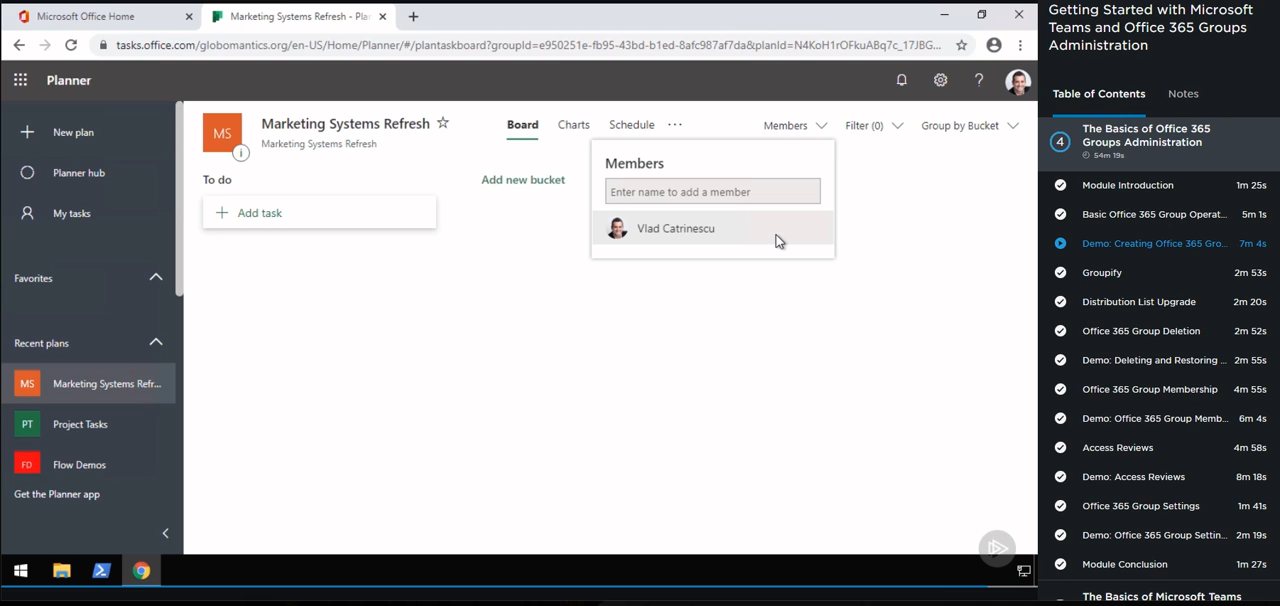 Microsoft Office Home
Marketing Systems Refresh - Pla
tasks.office.com/globomantics/en-US/Home/Planner/#/plantaskboard?groupId=e950251e-fb95-43bd-b1ed-8afc987af7da&planId=N4KoH1rOFkuABq7c_17JBG...
Planner
New plan
Planner hub
My tasks
Favorites
Recent plans
MS Marketing Systems Refr...
PT Project Tasks
FD Flow Demos
Get the Planner app
MS
Marketing Systems Refresh
Marketing Systems Refresh
Board Charts Schedule ...
Members Filter (0) Group by Bucket
To do
Add task
Add new bucket
Members
Enter name to add a member
Vlad Catrinescu
Getting Started with Microsoft
Teams and Office 365 Groups
Administration
Table of Contents Notes
4
The Basics of Office 365
Groups Administration
54m 19s
Module Introduction 1m 25s
Basic Office 365 Group Operat... 5m 1s
Demo: Creating Office 365 Gro... 7m 4s
Groupify 2m 53s
Distribution List Upgrade 2m 20s
Office 365 Group Deletion 2m 52s
Demo: Deleting and Restoring ... 2m 55s
Office 365 Group Membership 4m 55s
Demo: Office 365 Group Memb... 6m 4s
Access Reviews 4m 58s
Demo: Access Reviews 8m 18s
Office 365 Group Settings 1m 41s
Demo: Office 365 Group Settin... 2m 19s
Module Conclusion 1m 27s
The Basics of Microsoft Teams